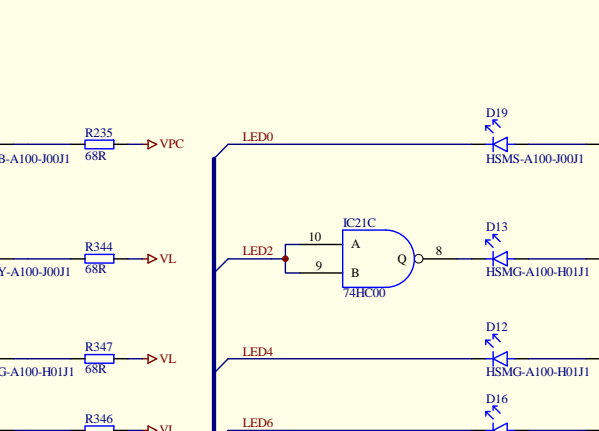 D19
R235
LED0
VPC
B-A100-J00J1
68R
HSMS-A100-J00J1
IC21C
D13
10
A
R344
LED2
8
VL
Q
9
B
Y-A100-J00J1
68R
HSMG-A100-H01J1
74HC00
D12
R347
LED4
VL
G-A100-H01J1
68R
HSMG-A100-H01J1
D16
R346
LED6
VL